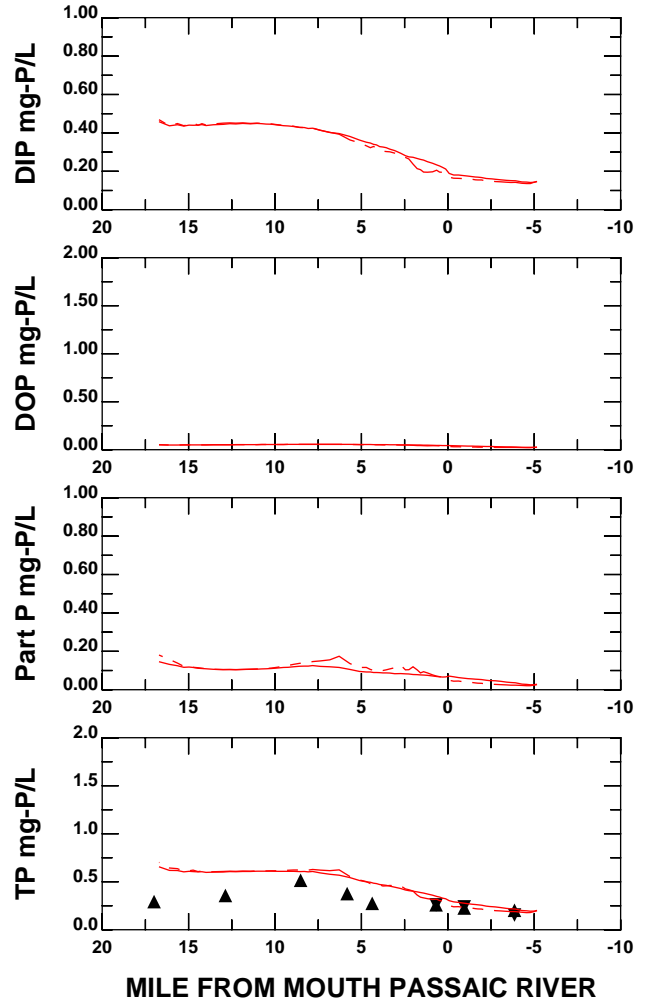 DIP mg-P/L
1.00
0.80
0.60
0.40
0.20
0.00
20 15 10 5 0 -5 -10
DOP mg-P/L
2.00
1.50
1.00
0.50
0.00
20 15 10 5 0 -5 -10
Part P mg-P/L
1.00
0.80
0.60
0.40
0.20
0.00
20 15 10 5 0 -5 -10
TP mg-P/L
2.0
1.5
1.0
0.5
0.0
20 15 10 5 0 -5 -10
MILE FROM MOUTH PASSAIC RIVER